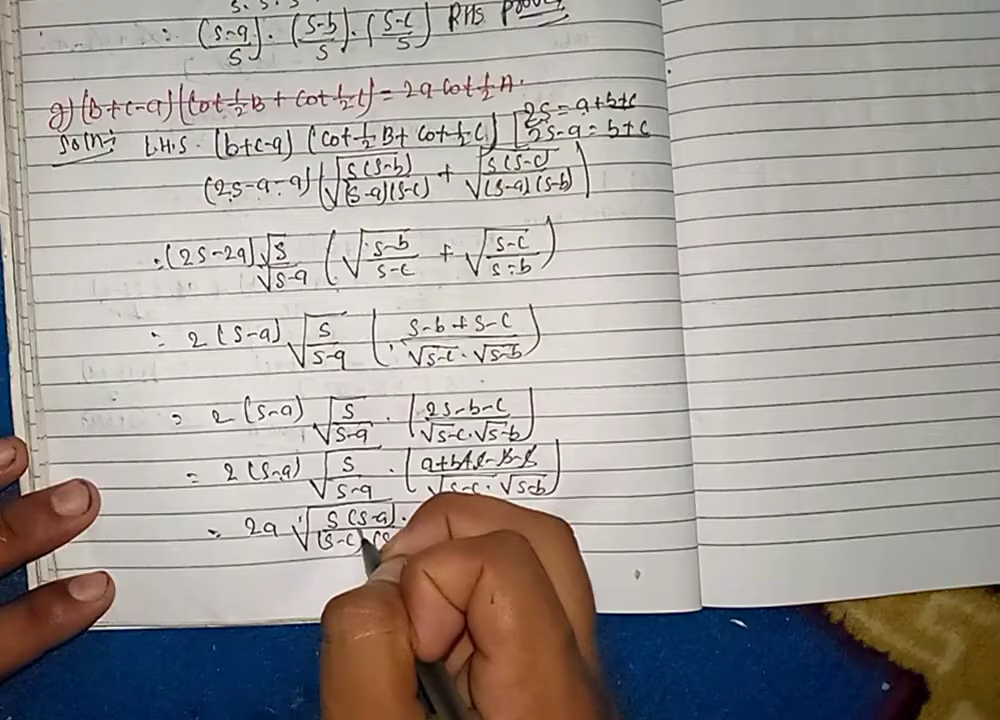 = (s-a/s) · (s-b/s) · (s-c/s) RHS proved
g) (b+c-a) (cot ½B + cot ½C) = 2a cot ½A.
Soln: L.H.S. (b+c-a) (cot ½B + cot ½C) [2s = a+b+c
2s-a = b+c
(2s-a-a) (√(s(s-b)/(s-a)(s-c)) + √(s(s-c)/(s-a)(s-b)))
= (2s-2a) √s/√s-a (√(s-b/s-c) + √(s-c/s-b))
= 2 (s-a) √(s/s-a) (s-b+s-c/√s-c · √s-b)
= 2 (s-a) √(s/s-a) · (2s-b-c/√s-c · √s-b)
= 2 (s-a) √(s/s-a) · (a+b+c-b-c/√s-c · √s-b)
= 2a √(s(s-a)/(s-c)(s